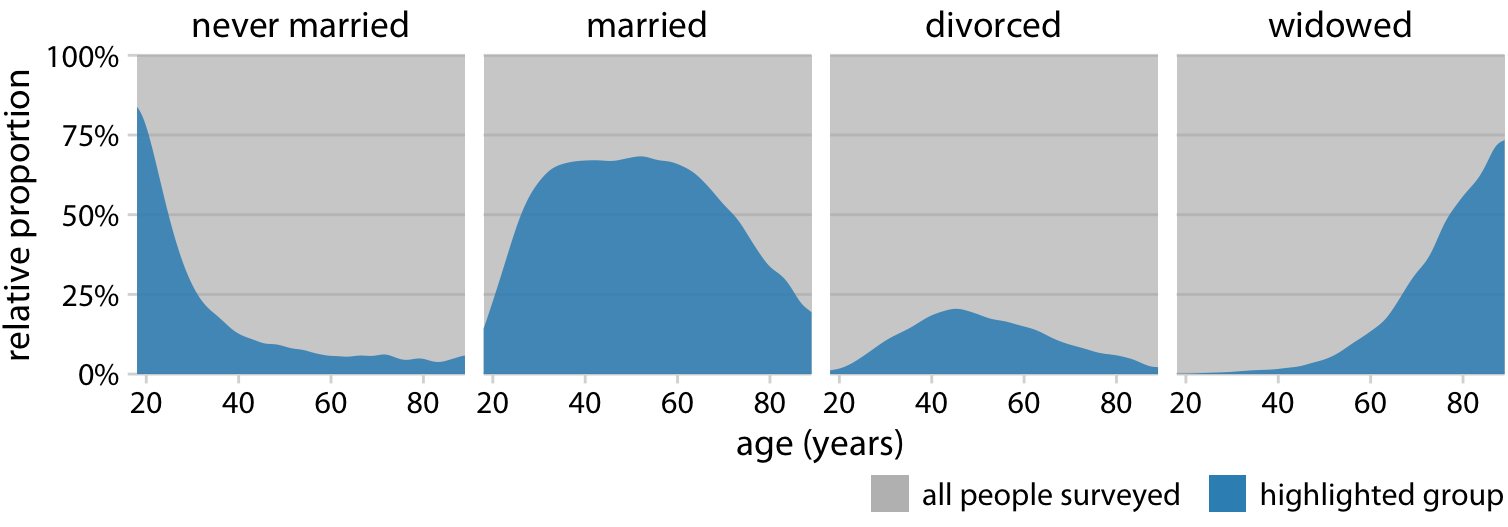 never married married divorced widowed
relative proportion
100%
75%
50%
25%
0%
20 40 60 80 20 40 60 80 20 40 60 80 20 40 60 80
age (years)
all people surveyed highlighted group